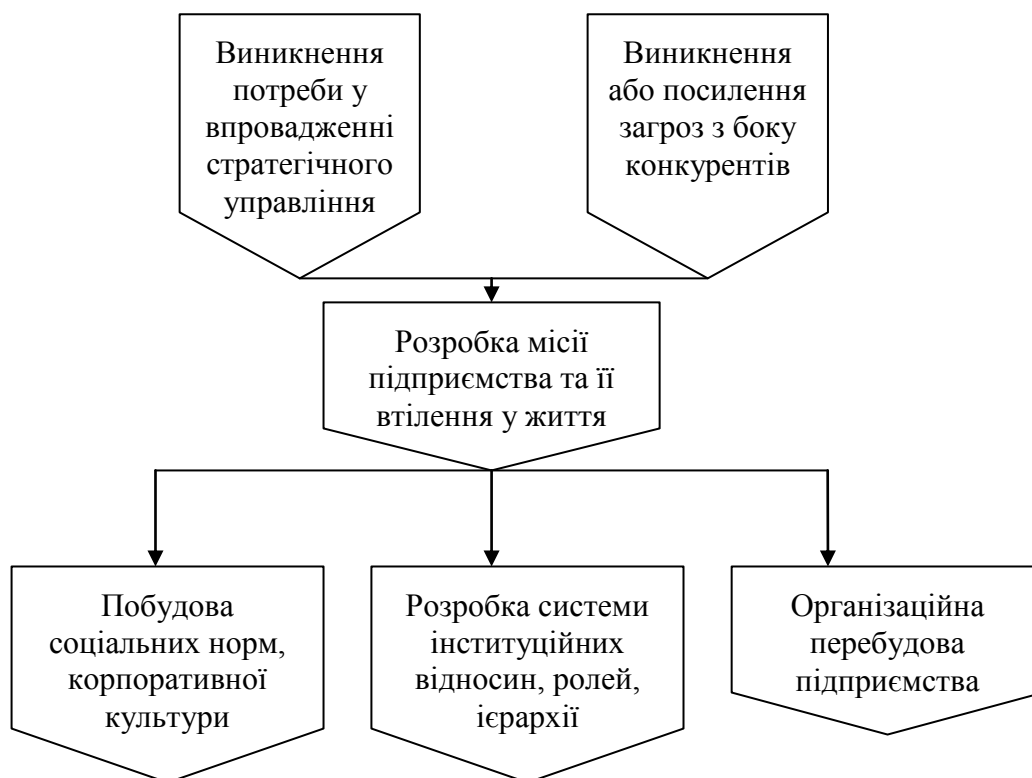 Виникнення
потреби у
впровадженні
стратегічного
управління
Виникнення
або посилення
загроз з боку
конкурентів
Розробка місії
підприємства та її
втілення у життя
Побудова
соціальних норм,
корпоративної
культури
Розробка системи
інституційних
відносин, ролей,
ієрархії
Організаційна
перебудова
підприємства